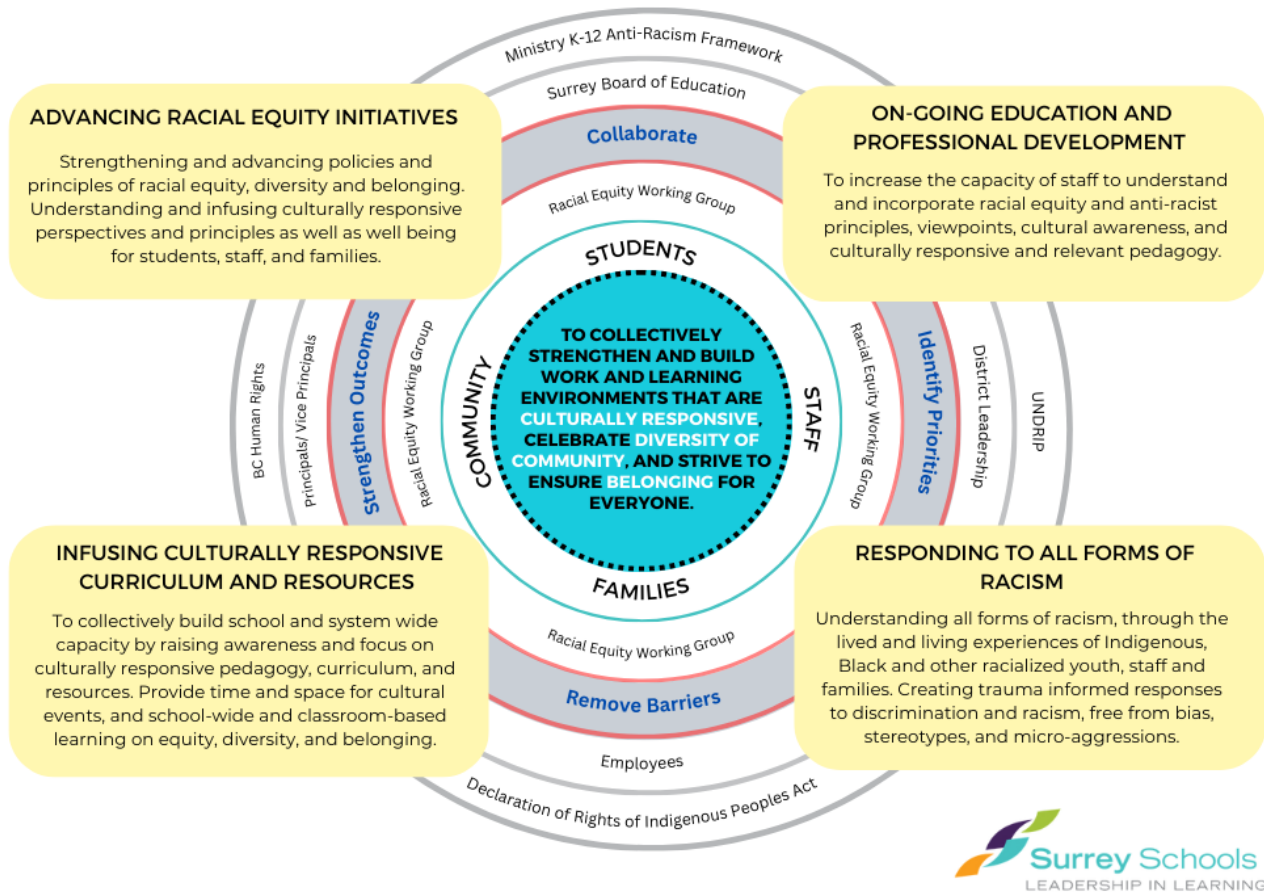 Ministry K-12 Anti-Racism Framework
Surrey Board of Education
Collaborate
Racial Equity Working Group
ADVANCING RACIAL EQUITY INITIATIVES
Strengthening and advancing policies and
principles of racial equity, diversity and belonging.
Understanding and infusing culturally responsive
perspectives and principles as well as well being
for students, staff, and families.
ON-GOING EDUCATION AND
PROFESSIONAL DEVELOPMENT
To increase the capacity of staff to understand
and incorporate racial equity and anti-racist
principles, viewpoints, cultural awareness, and
culturally responsive and relevant pedagogy.
BC Human Rights
Principals/ Vice Principals
Strengthen Outcomes
Racial Equity Working Group
COMMUNITY
STUDENTS
TO COLLECTIVELY
STRENGTHEN AND BUILD
WORK AND LEARNING
ENVIRONMENTS THAT ARE
CULTURALLY RESPONSIVE,
CELEBRATE DIVERSITY OF
COMMUNITY, AND STRIVE TO
ENSURE BELONGING FOR
EVERYONE.
STAFF
FAMILIES
Racial Equity Working Group
Identify Priorities
District Leadership
UNDRIP
INFUSING CULTURALLY RESPONSIVE
CURRICULUM AND RESOURCES
To collectively build school and system wide
capacity by raising awareness and focus on
culturally responsive pedagogy, curriculum, and
resources. Provide time and space for cultural
events, and school-wide and classroom-based
learning on equity, diversity, and belonging.
RESPONDING TO ALL FORMS OF
RACISM
Understanding all forms of racism, through the
lived and living experiences of Indigenous,
Black and other racialized youth, staff and
families. Creating trauma informed responses
to discrimination and racism, free from bias,
stereotypes, and micro-aggressions.
Racial Equity Working Group
Remove Barriers
Employees
Declaration of Rights of Indigenous Peoples Act
Surrey Schools
LEADERSHIP IN LEARNING